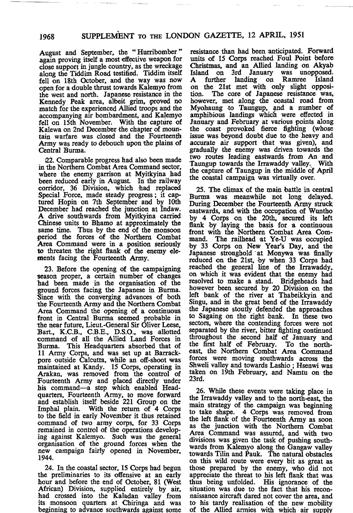 1968 SUPPLEMENT TO THE LONDON GAZETTE, 12 APRIL, 1951
August and September, the "Hurribomber"
again proving itself a most effective weapon for
close support in jungle country, as the wreckage
along the Tiddim Road testified. Tiddim itself
fell on 18th October, and the way was now
open for a double thrust towards Kalemyo from
the west and north. Japanese resistance in the
Kennedy Peak area, albeit grim, proved no
match for the experienced Allied troops and the
accompanying air bombardment, and Kalemyo
fell on 15th November. With the capture of
Kalewa on 2nd December the chapter of moun-
tain warfare was closed and the Fourteenth
Army was ready to debouch upon the plains of
Central Burma.
22. Comparable progress had also been made
in the Northern Combat Area Command sector,
where the enemy garrison at Myitkyina had
been reduced early in August. In the railway
corridor, 36 Division, which had replaced
Special Force, made steady progress; it cap-
tured Hopin on 7th September and by 10th
December had reached the junction at Indaw.
A drive southwards from Myitkyina carried
Chinese units to Bhamo at approximately the
same time. Thus by the end of the monsoon
period the forces of the Northern Combat
Area Command were in a position seriously
to threaten the right flank of the enemy ele-
ments facing the Fourteenth Army.
23. Before the opening of the campaigning
season proper, a certain number of changes
had been made in the organisation of the
ground forces facing the Japanese in Burma.
Since with the converging advances of both
the Fourteenth Army and the Northern Combat
Area Command the opening of a continuous
front in Central Burma seemed probable in
the near future, Lieut.-General Sir Oliver Leese,
Bart., K.C.B., C.B.E., D.S.O., was allotted
command of all the Allied Land Forces in
Burma. This Headquarters absorbed that of
11 Army Corps, and was set up at Barrack-
pore outside Calcutta, while an off-shoot was
maintained at Kandy. 15 Corps, operating in
Arakan, was removed from the control of
Fourteenth Army and placed directly under
his command—a step which enabled Head-
quarters, Fourteenth Army, to move forward
and establish itself beside 221 Group on the
Imphal plain. With the return of 4 Corps
to the field in early November it thus retained
command of two army corps, for 33 Corps
remained in control of the operations develop-
ing against Kalemyo. Such was the general
organisation of the ground forces when the
new campaign fairly opened in November,
1944.
24. In the coastal sector, 15 Corps had begun
the preliminaries to its offensive at an early
hour and before the end of October, 81 (West
African) Division, supplied entirely by air,
had crossed into the Kaladan valley from
its monsoon quarters at Chiringa and was
beginning to advance southwards against some
resistance than had been anticipated. Forward
units of 15 Corps reached Foul Point before
Christmas, and an Allied landing on Akyab
Island on 3rd January was unopposed.
A further landing on Ramree Island
on the 21st met with only slight opposi-
tion. The core of Japanese resistance was,
however, met along the coastal road from
Myohaung to Taungup, and a number of
amphibious landings which were effected in
January and February at various points along
the coast provoked fierce fighting (whose
issue was beyond doubt due to the heavy and
accurate air support that was given), and
gradually the enemy was driven towards the
two routes leading eastwards from An and
Taungup towards the Irrawaddy valley. With
the capture of Taungup in the middle of April
the coastal campaign was virtually over.
25. The climax of the main battle in central
Burma was meanwhile not long delayed.
During December the Fourteenth Army struck
eastwards, and with the occupation of Wuntho
by 4 Corps on the 20th, secured its left
flank by laying the basis for a continuous
front with the Northern Combat Area Com-
mand. The railhead at Ye-U was occupied
by 33 Corps on New Year's Day, and the
Japanese stronghold at Monywa was finally
reduced on the 21st, by when 33 Corps had
reached the general line of the Irrawaddy,
on which it was evident that the enemy had
resolved to make a stand. Bridgeheads had
however been secured by 20 Division on the
left bank of the river at Thabeikkyin and
Singu, and in the great bend of the Irrawaddy
the Japanese stoutly defended the approaches
to Sagaing on the right bank. In these two
sectors, where the contending forces were not
separated by the river, bitter fighting continued
throughout the second half of January and
the first half of February. To the north-
east, the Northern Combat Area Command
forces were moving southwards across the
Shweli valley and towards Lashio; Hsenwi was
taken on 19th February, and Namtu on the
23rd.
26. While these events were taking place in
the Irrawaddy valley and to the north-east, the
main strategy of the campaign was beginning
to take shape. 4 Corps was removed from
the left flank of the Fourteenth Army as soon
as the junction with the Northern Combat
Area Command was assured, and with two
divisions was given the task of pushing south-
wards from Kalemyo along the Gangaw valley
towards Tilin and Pauk. The natural obstacles
on this wild route were every bit as great as
those prepared by the enemy, who did not
appreciate the threat to his left flank that was
thus being unfolded. His ignorance of the
situation was due to the fact that his recon-
naissance aircraft dared not cover the area, and
to his tardy realisation of the new mobility
of the Allied armies with which air supply